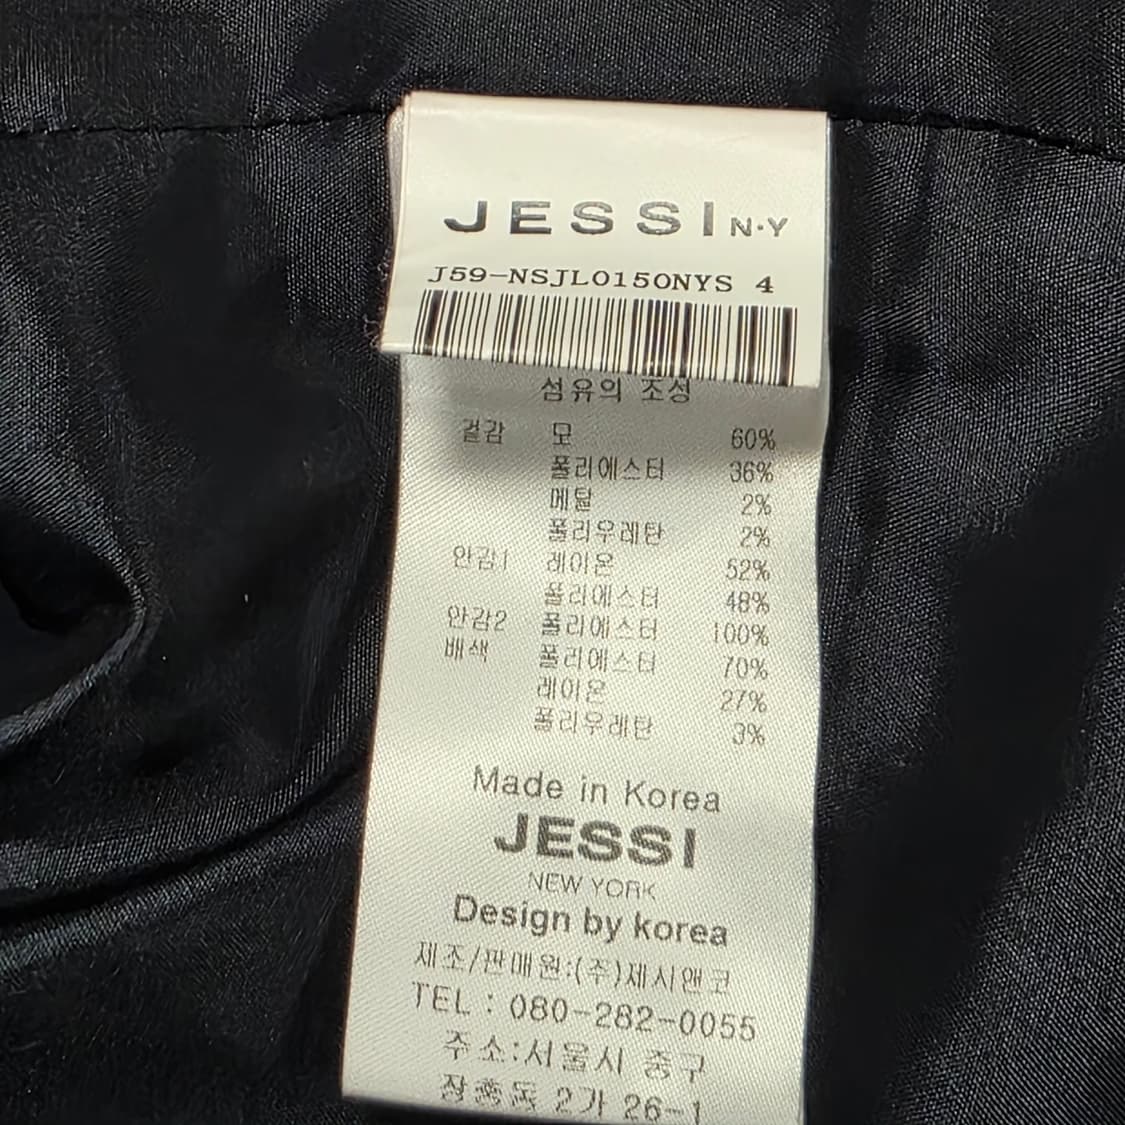 JESSI N·Y
J59-NSJLO150NYS 4
섬유의 조성
겉감 모 60%
폴리에스터 36%
메탈 2%
폴리우레탄 2%
안감1 레이온 52%
폴리에스터 48%
안감2 폴리에스터 100%
배색 폴리에스터 70%
레이온 27%
폴리우레탄 3%
Made in Korea
JESSI
NEW YORK
Design by korea
제조/판매원:(주)제시앤코
TEL : 080-282-0055
주소:서울시 중구
장충동 2가 26-1